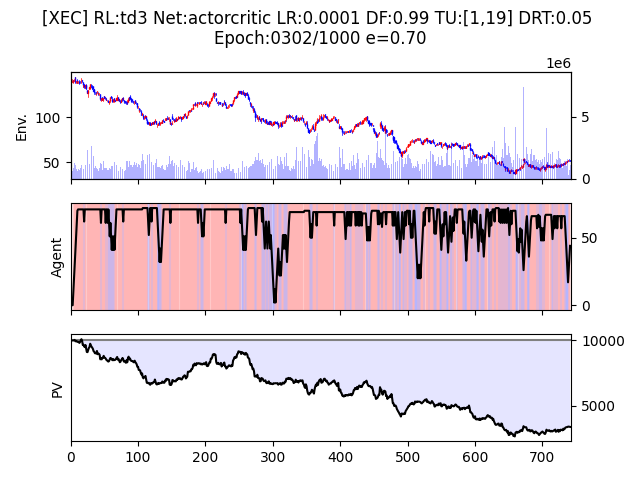 [XEC] RL:td3 Net:actorcritic LR:0.0001 DF:0.99 TU:[1,19] DRT:0.05
Epoch:0302/1000 e=0.70
1e6
Env.
100
50
5
0
Agent
50
0
PV
10000
5000
0 100 200 300 400 500 600 700